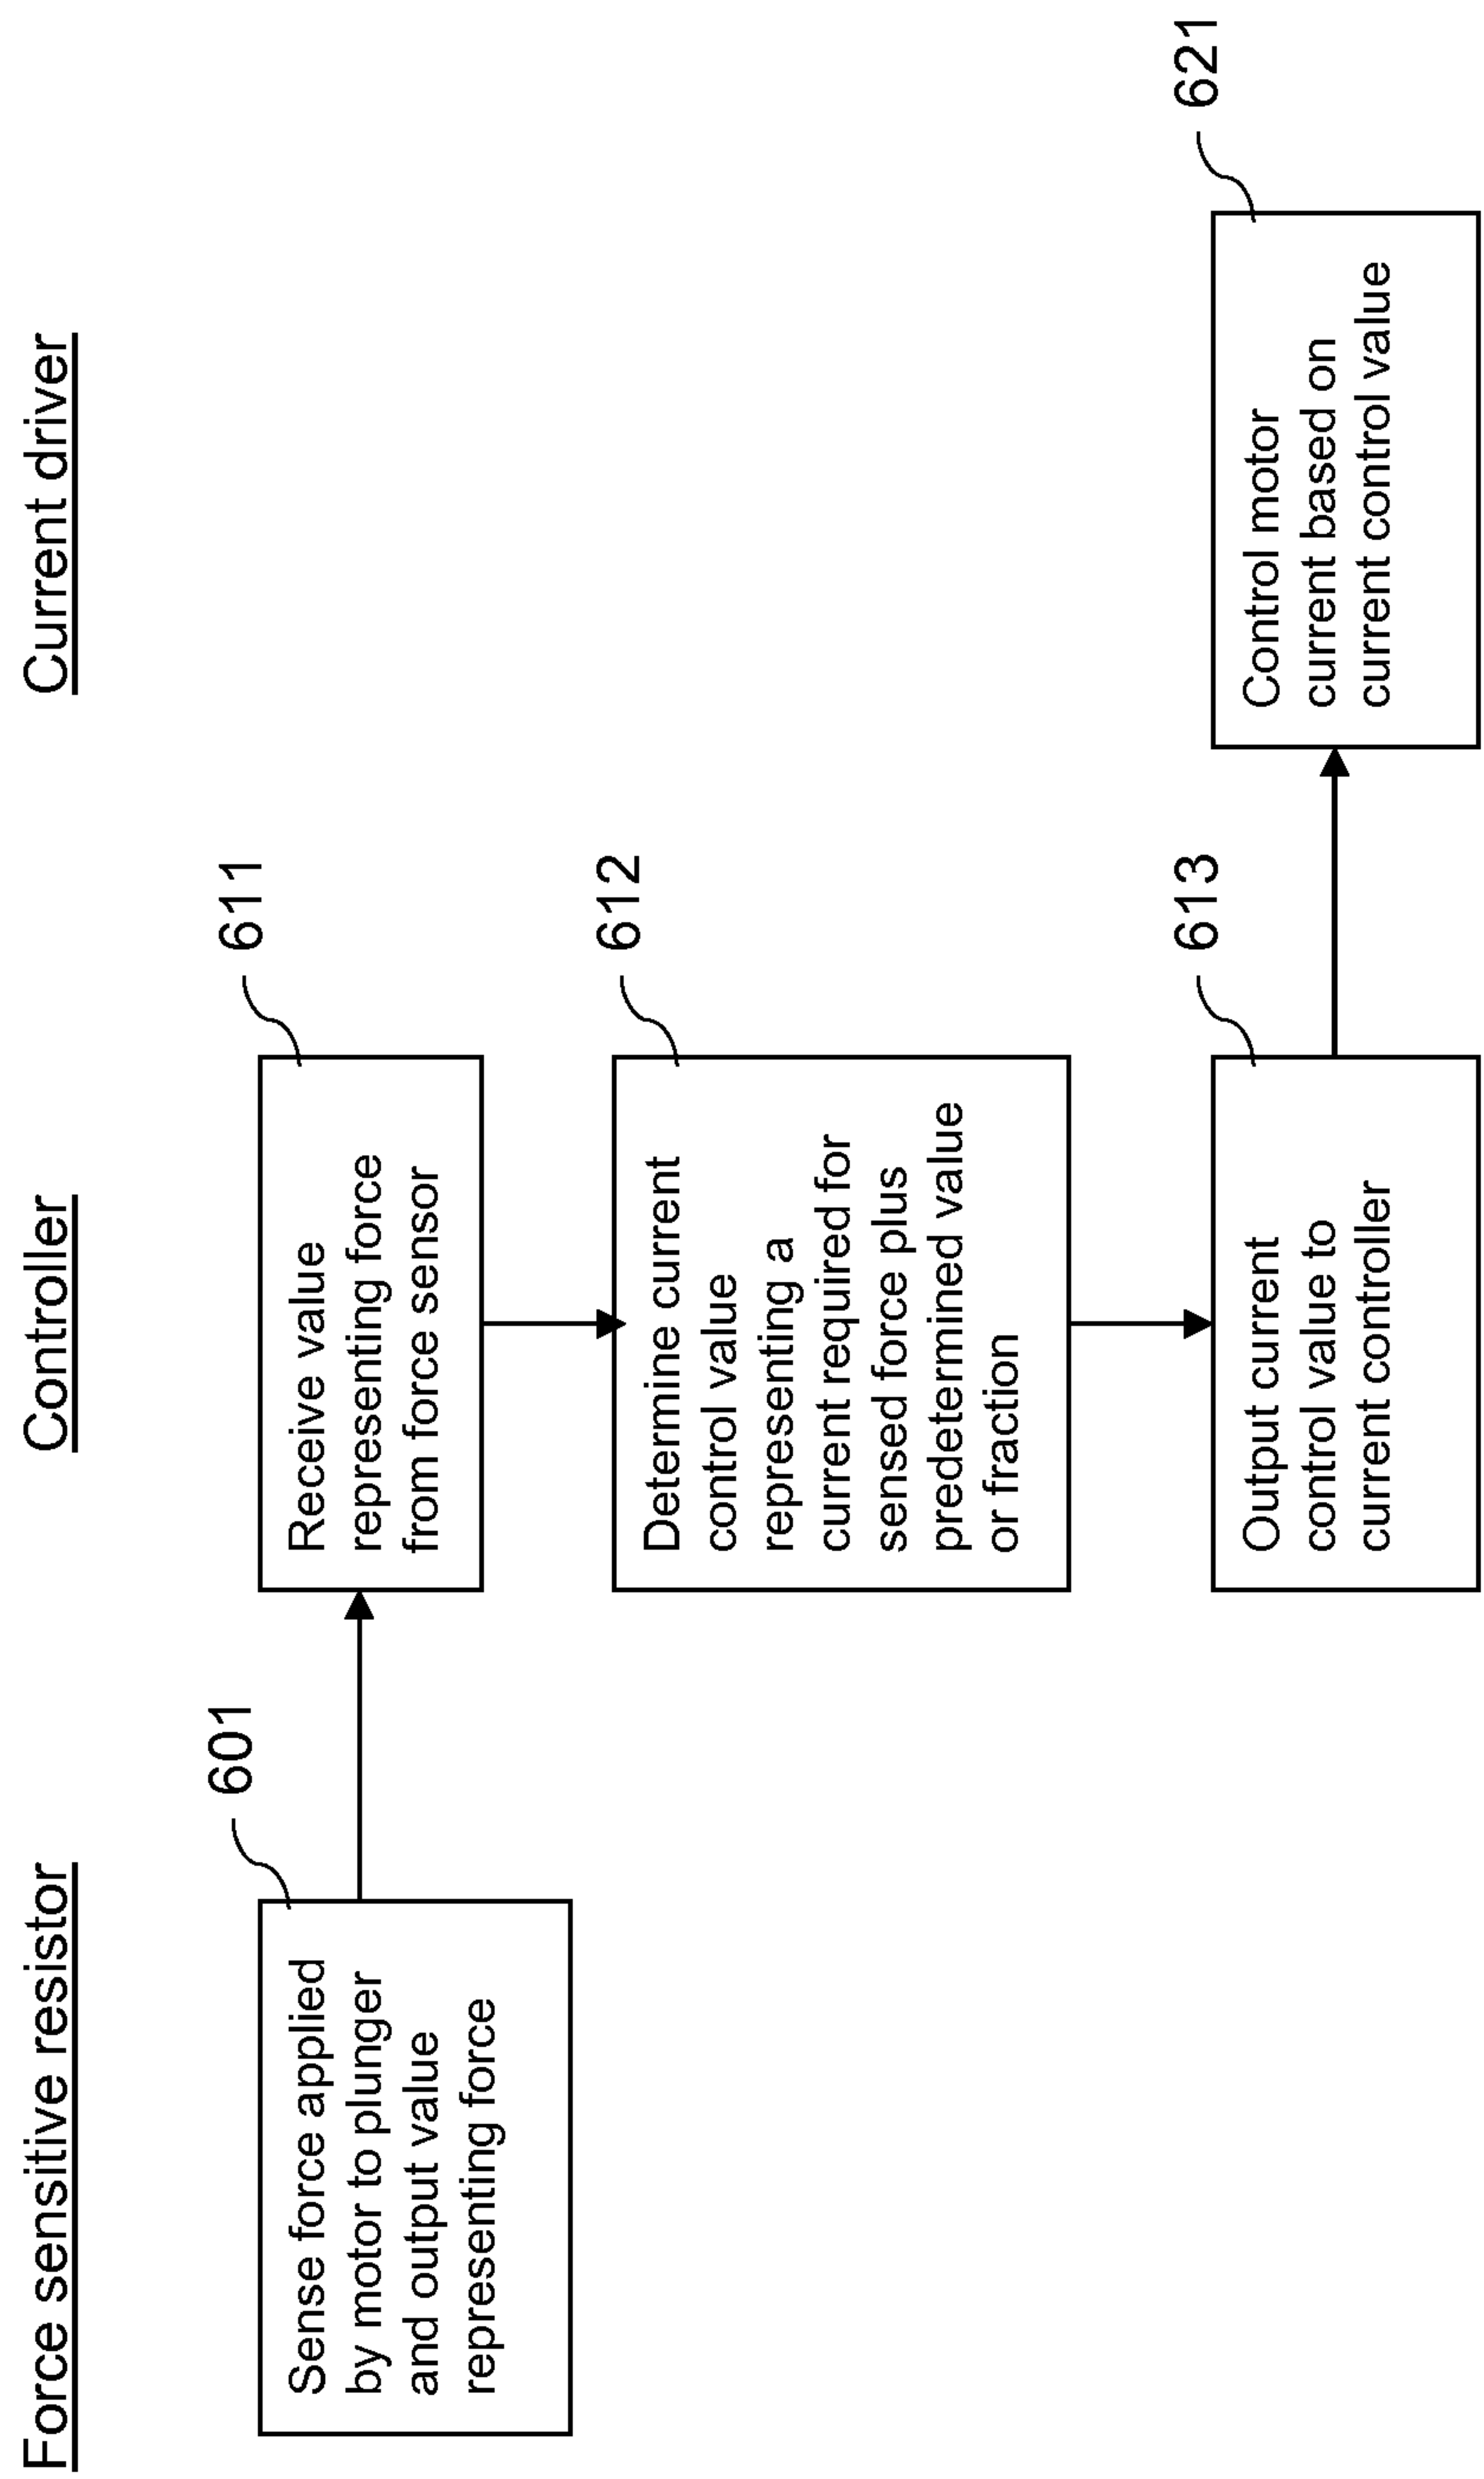 Force sensitive resistor
Controller
Current driver
601
Sense force applied
by motor to plunger
and output value
representing force
611
Receive value
representing force
from force sensor
612
Determine current
control value
representing a
current required for
sensed force plus
predetermined value
or fraction
613
Output current
control value to
current controller
621
Control motor
current based on
current control value